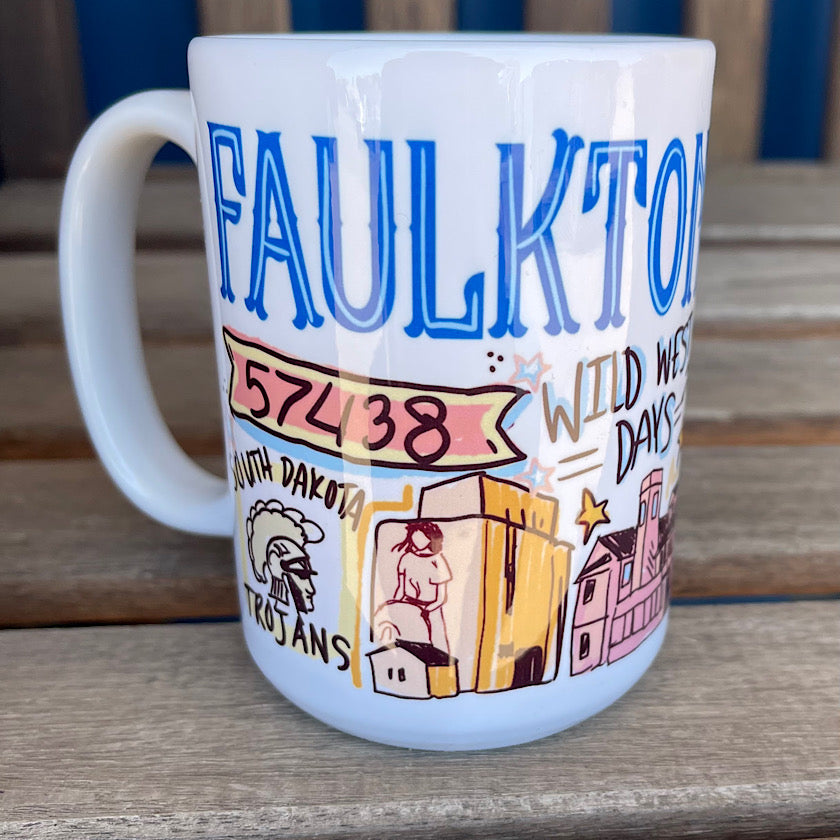 FAULKTON
57438
WILD WEST
DAYS
SOUTH DAKOTA
TROJANS